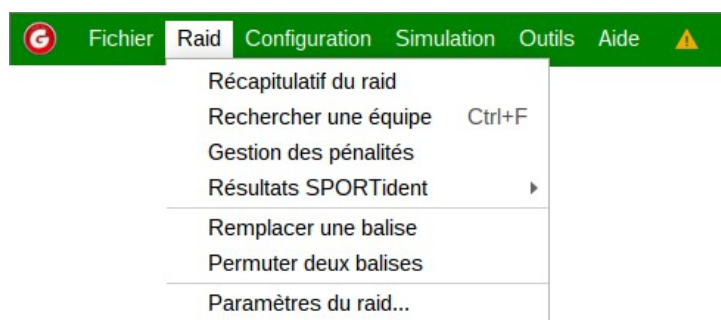 G Fichier Raid Configuration Simulation Outils Aide
Récapitulatif du raid
Rechercher une équipe Ctrl+F
Gestion des pénalités
Résultats SPORTident
Remplacer une balise
Permuter deux balises
Paramètres du raid...